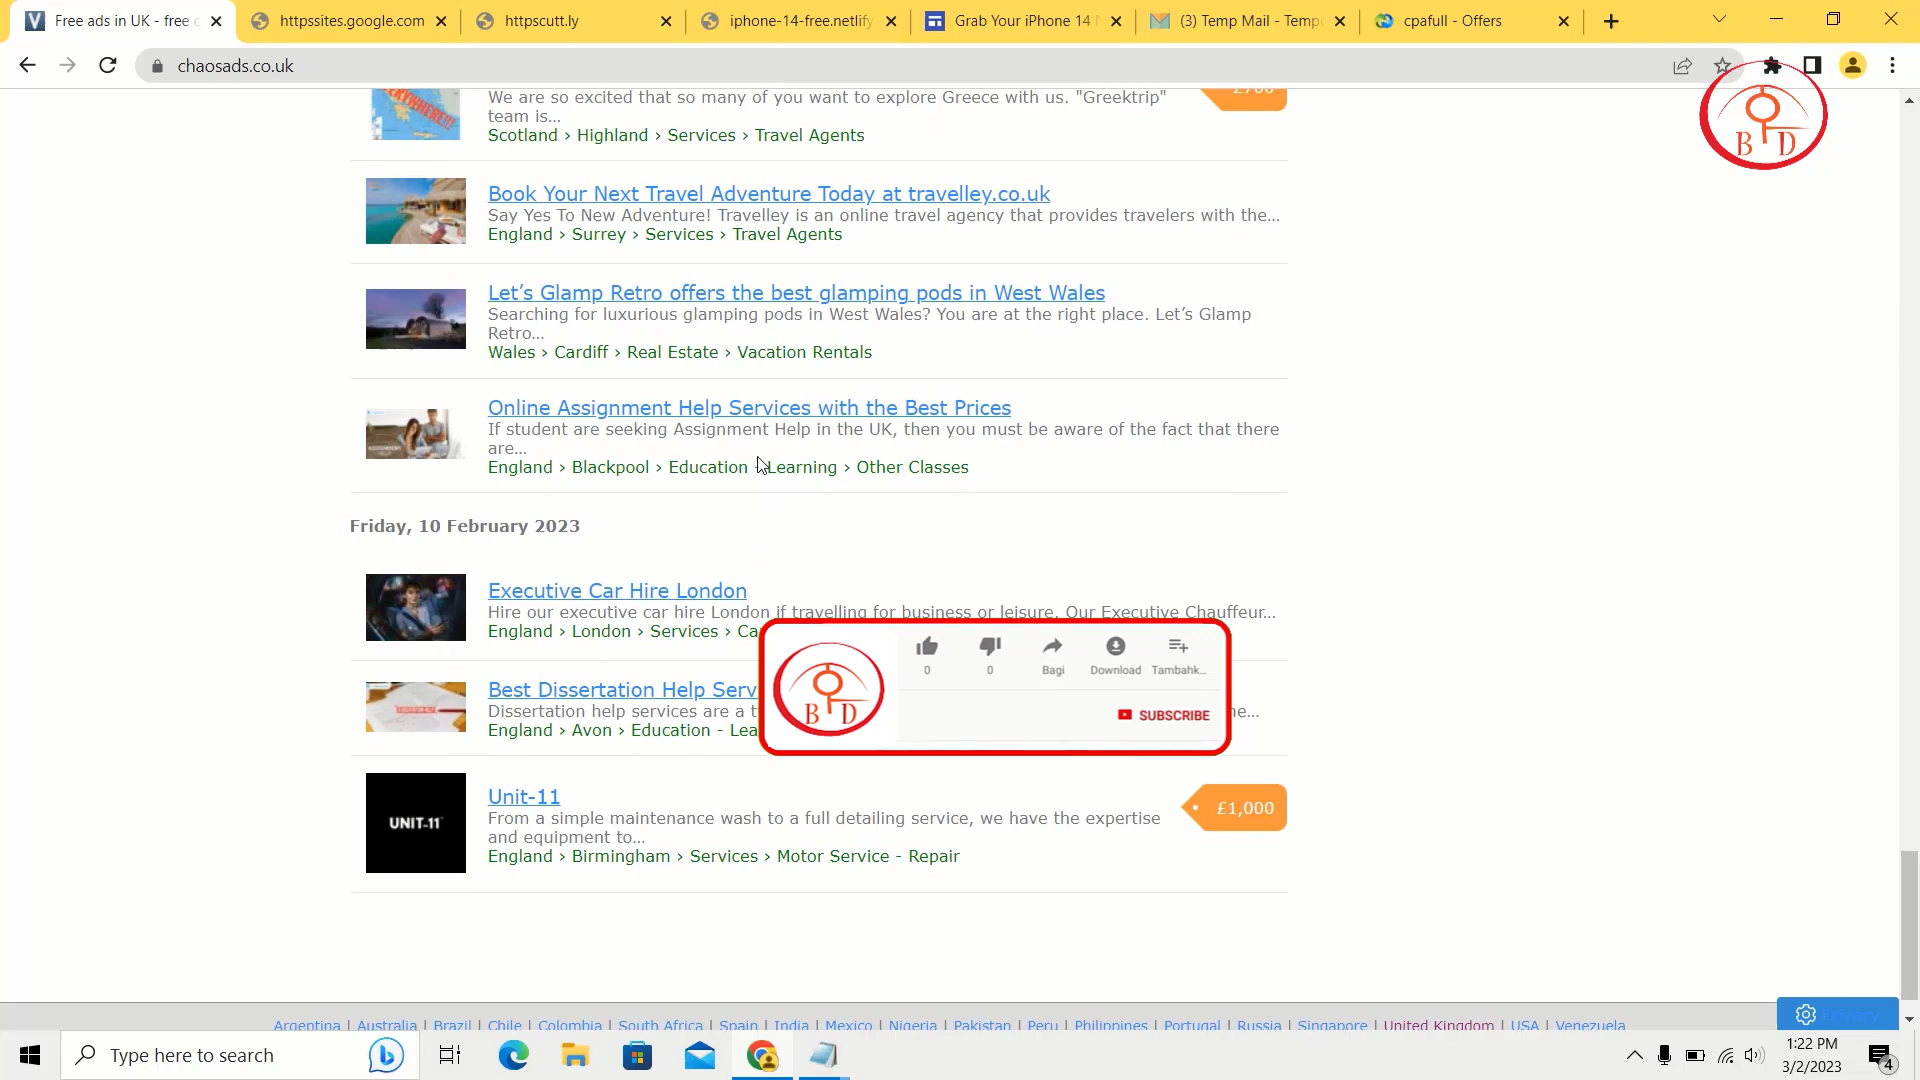 Free ads in UK - free c
httpssites.google.com
httpscutt.ly
iphone-14-free.netlify
Grab Your iPhone 14
(3) Temp Mail - Temp
cpafull - Offers
chaosads.co.uk
We are so excited that so many of you want to explore Greece with us. "Greektrip"
team is...
Scotland › Highland › Services › Travel Agents
B D
Book Your Next Travel Adventure Today at travelley.co.uk
Say Yes To New Adventure! Travelley is an online travel agency that provides travelers with the...
England › Surrey › Services › Travel Agents
Let’s Glamp Retro offers the best glamping pods in West Wales
Searching for luxurious glamping pods in West Wales? You are at the right place. Let’s Glamp
Retro...
Wales › Cardiff › Real Estate › Vacation Rentals
Online Assignment Help Services with the Best Prices
If student are seeking Assignment Help in the UK, then you must be aware of the fact that there
are...
England › Blackpool › Education - Learning › Other Classes
Friday, 10 February 2023
Executive Car Hire London
Hire our executive car hire London if travelling for business or leisure. Our Executive Chauffeur...
England › London › Services › Ca
Best Dissertation Help Serv
Dissertation help services are a
England › Avon › Education - Lea
0
0
Bagi
Download
Tambahk...
SUBSCRIBE
B D
UNIT-11
Unit-11
From a simple maintenance wash to a full detailing service, we have the expertise
and equipment to...
England › Birmingham › Services › Motor Service - Repair
£1,000
Argentina | Australia | Brazil | Chile | Colombia | South Africa | Spain | India | Mexico | Nigeria | Pakistan | Peru | Philippines | Portugal | Russia | Singapore | United Kingdom | USA | Venezuela
Type here to search
1:22 PM
3/2/2023
4